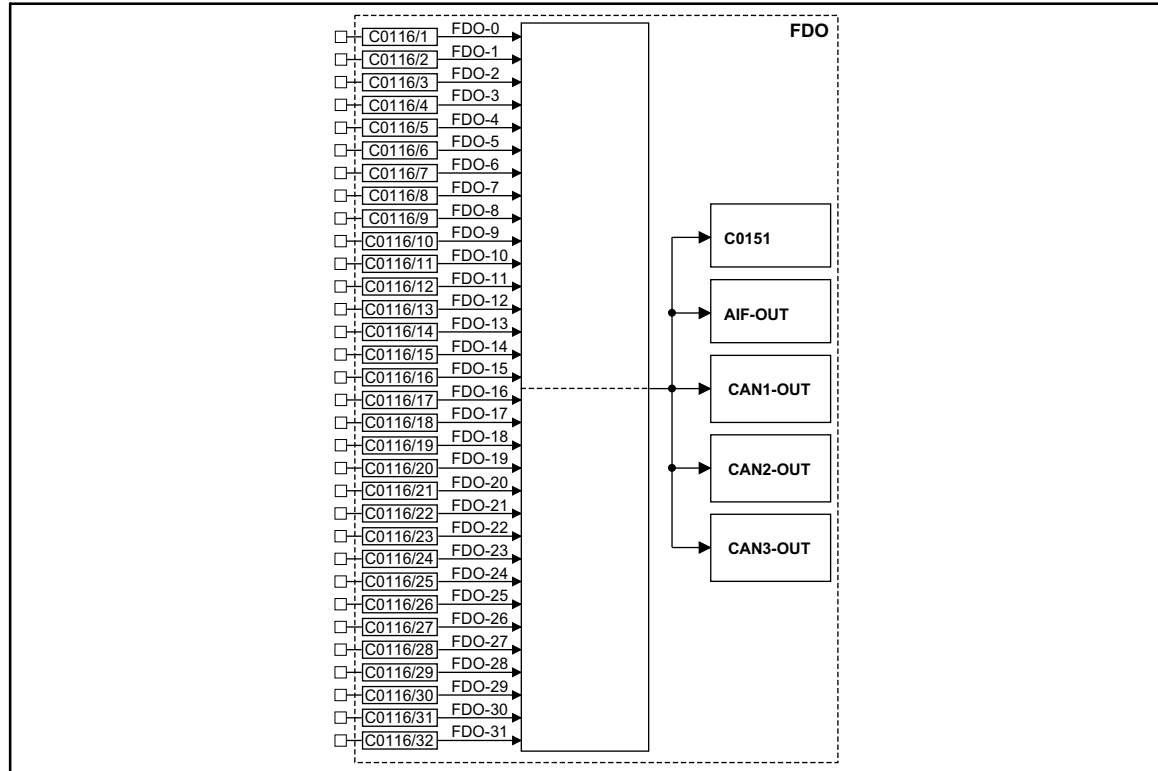 FDO
C0116/1 FDO-0
C0116/2 FDO-1
C0116/3 FDO-2
C0116/4 FDO-3
C0116/5 FDO-4
C0116/6 FDO-5
C0116/7 FDO-6
C0116/8 FDO-7
C0116/9 FDO-8
C0116/10 FDO-9
C0116/11 FDO-10
C0116/12 FDO-11
C0116/13 FDO-12
C0116/14 FDO-13
C0116/15 FDO-14
C0116/16 FDO-15
C0116/17 FDO-16
C0116/18 FDO-17
C0116/19 FDO-18
C0116/20 FDO-19
C0116/21 FDO-20
C0116/22 FDO-21
C0116/23 FDO-22
C0116/24 FDO-23
C0116/25 FDO-24
C0116/26 FDO-25
C0116/27 FDO-26
C0116/28 FDO-27
C0116/29 FDO-28
C0116/30 FDO-29
C0116/31 FDO-30
C0116/32 FDO-31
C0151
AIF-OUT
CAN1-OUT
CAN2-OUT
CAN3-OUT